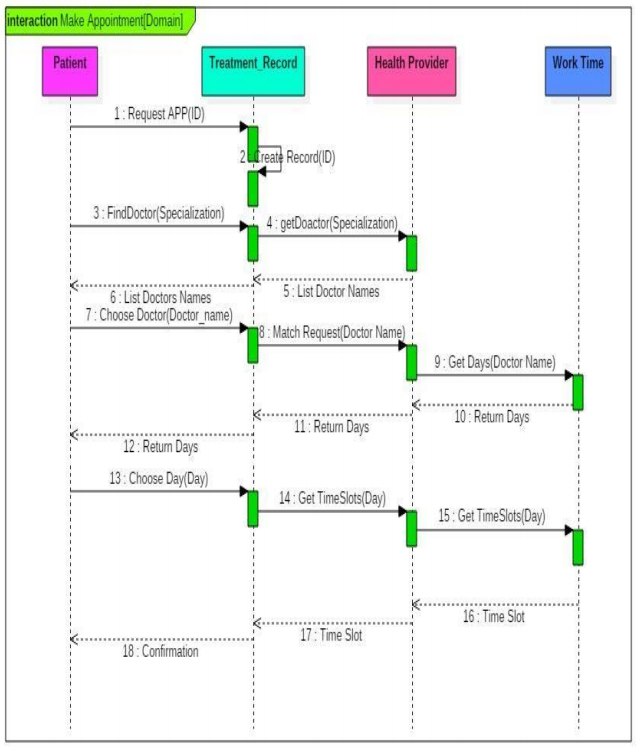 interaction Make Appointment[Domain]
Patient
Treatment_Record
Health Provider
Work Time
1 : Request APP(ID)
2 : Create Record(ID)
3 : FindDoctor(Specialization)
4 : getDoactor(Specialization)
5 : List Doctor Names
6 : List Doctors Names
7 : Choose Doctor(Doctor_name)
8 : Match Request(Doctor Name)
9 : Get Days(Doctor Name)
10 : Return Days
11 : Return Days
12 : Return Days
13 : Choose Day(Day)
14 : Get TimeSlots(Day)
15 : Get TimeSlots(Day)
16 : Time Slot
17 : Time Slot
18 : Confirmation